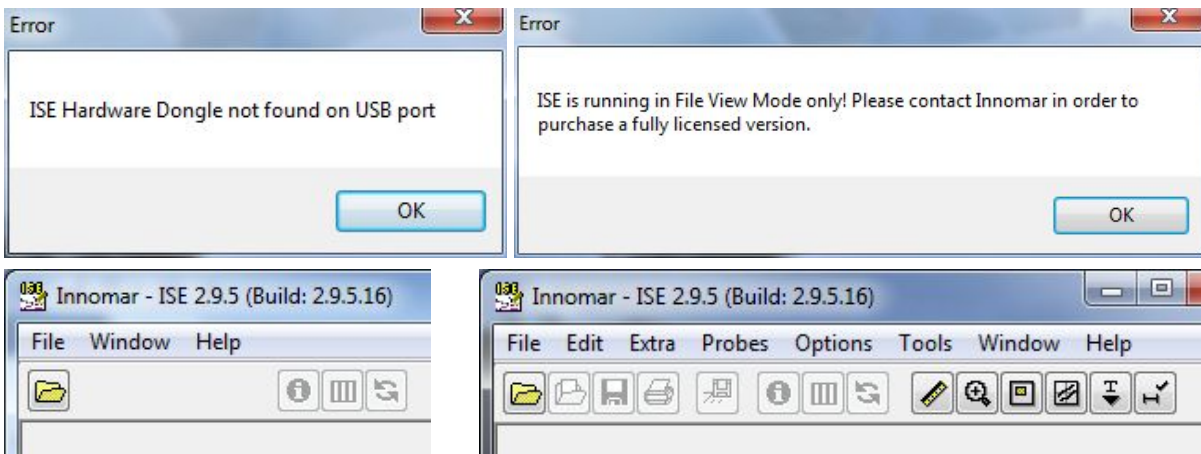 Error
ISE Hardware Dongle not found on USB port
OK
Error
ISE is running in File View Mode only! Please contact Innomar in order to
purchase a fully licensed version.
OK
Innomar - ISE 2.9.5 (Build: 2.9.5.16)
File Window Help
Innomar - ISE 2.9.5 (Build: 2.9.5.16)
File Edit Extra Probes Options Tools Window Help